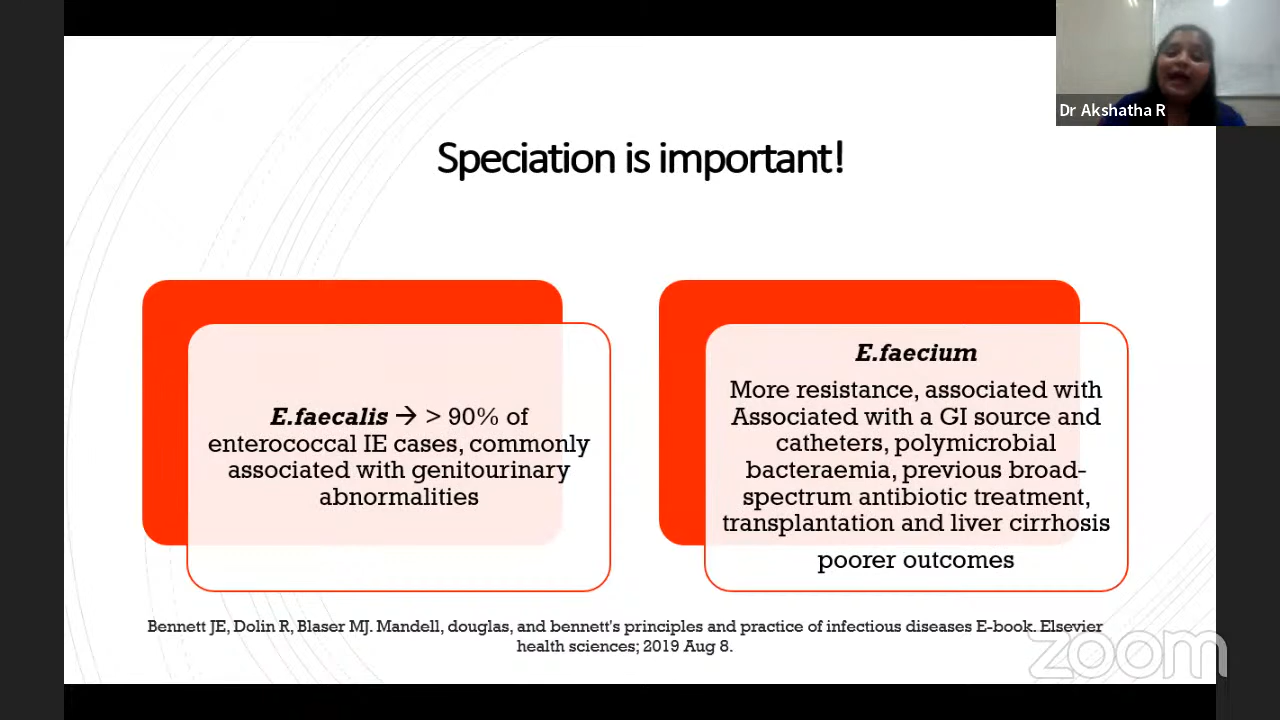 Dr Akshatha R
Speciation is important!
E.faecalis → > 90% of
enterococcal IE cases, commonly
associated with genitourinary
abnormalities
E.faecium
More resistance, associated with
Associated with a GI source and
catheters, polymicrobial
bacteraemia, previous broad-
spectrum antibiotic treatment,
transplantation and liver cirrhosis
poorer outcomes
Bennett JE, Dolin R, Blaser MJ. Mandell, douglas, and bennett's principles and practice of infectious diseases E-book. Elsevier
health sciences; 2019 Aug 8.
zoom